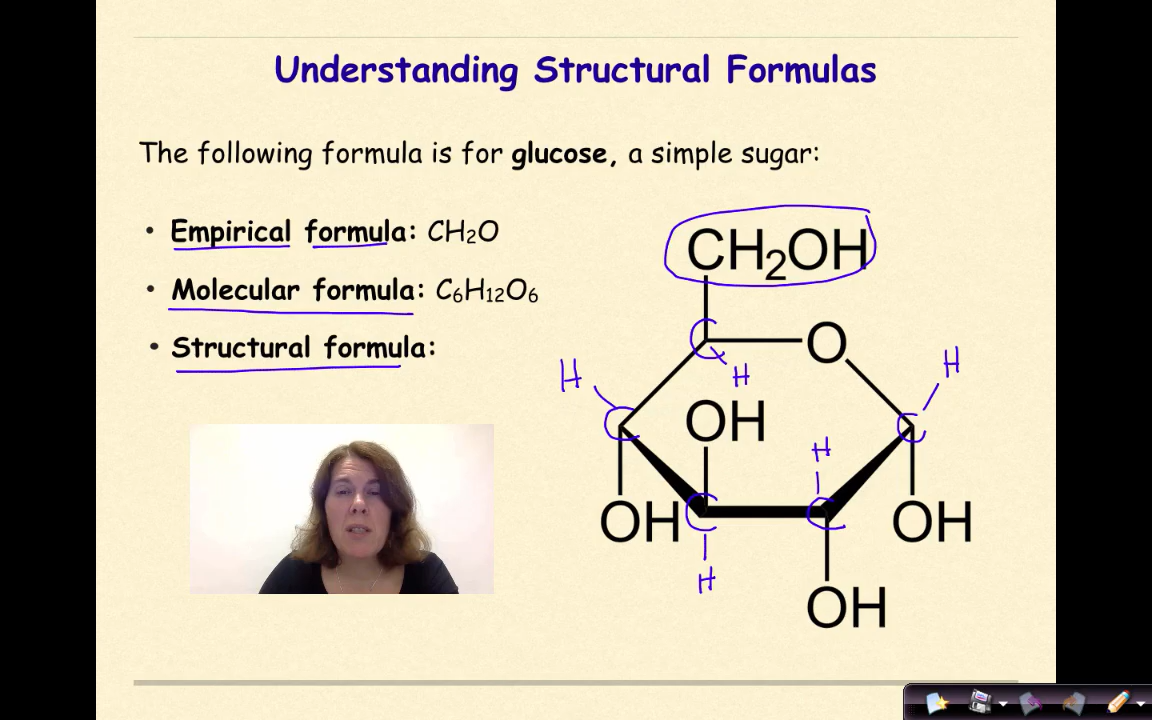 Understanding Structural Formulas
The following formula is for glucose, a simple sugar:
• Empirical formula: CH₂O
• Molecular formula: C₆H₁₂O₆
• Structural formula:
CH₂OH
C
O
H
H
H
C
OH
C
H
OH
C
C
OH
H
OH